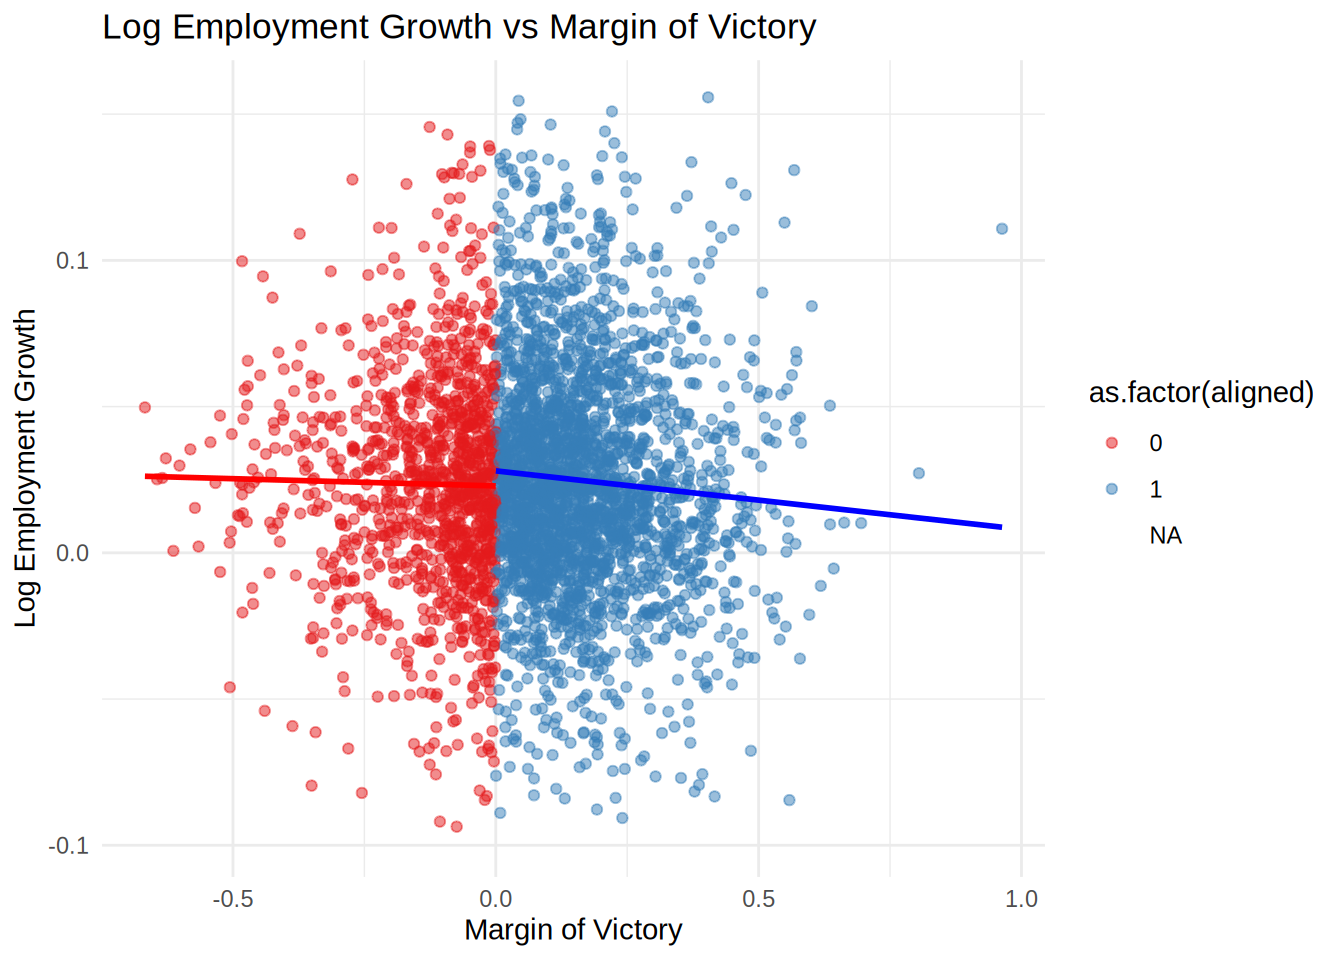 Log Employment Growth vs Margin of Victory
Log Employment Growth
0.1
0.0
-0.1
-0.5
0.0
0.5
1.0
Margin of Victory
as.factor(aligned)
0
1
NA